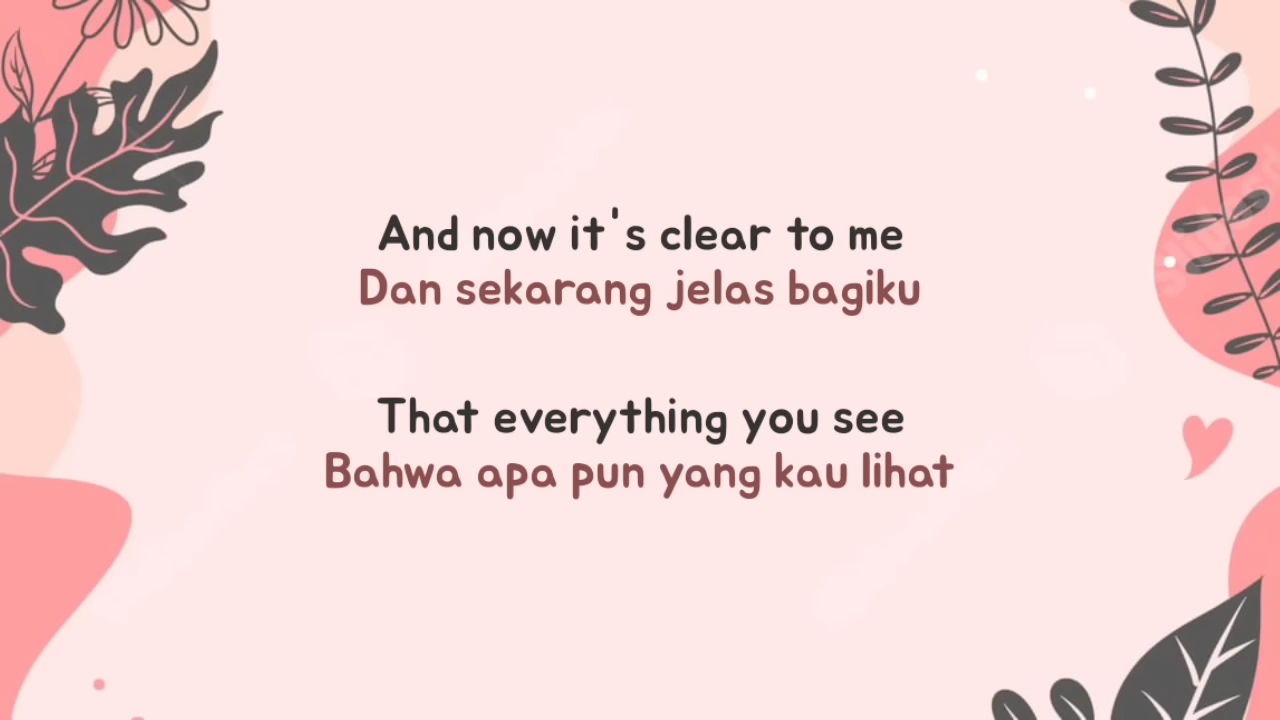 And now it's clear to me
Dan sekarang jelas bagiku
That everything you see
Bahwa apa pun yang kau lihat